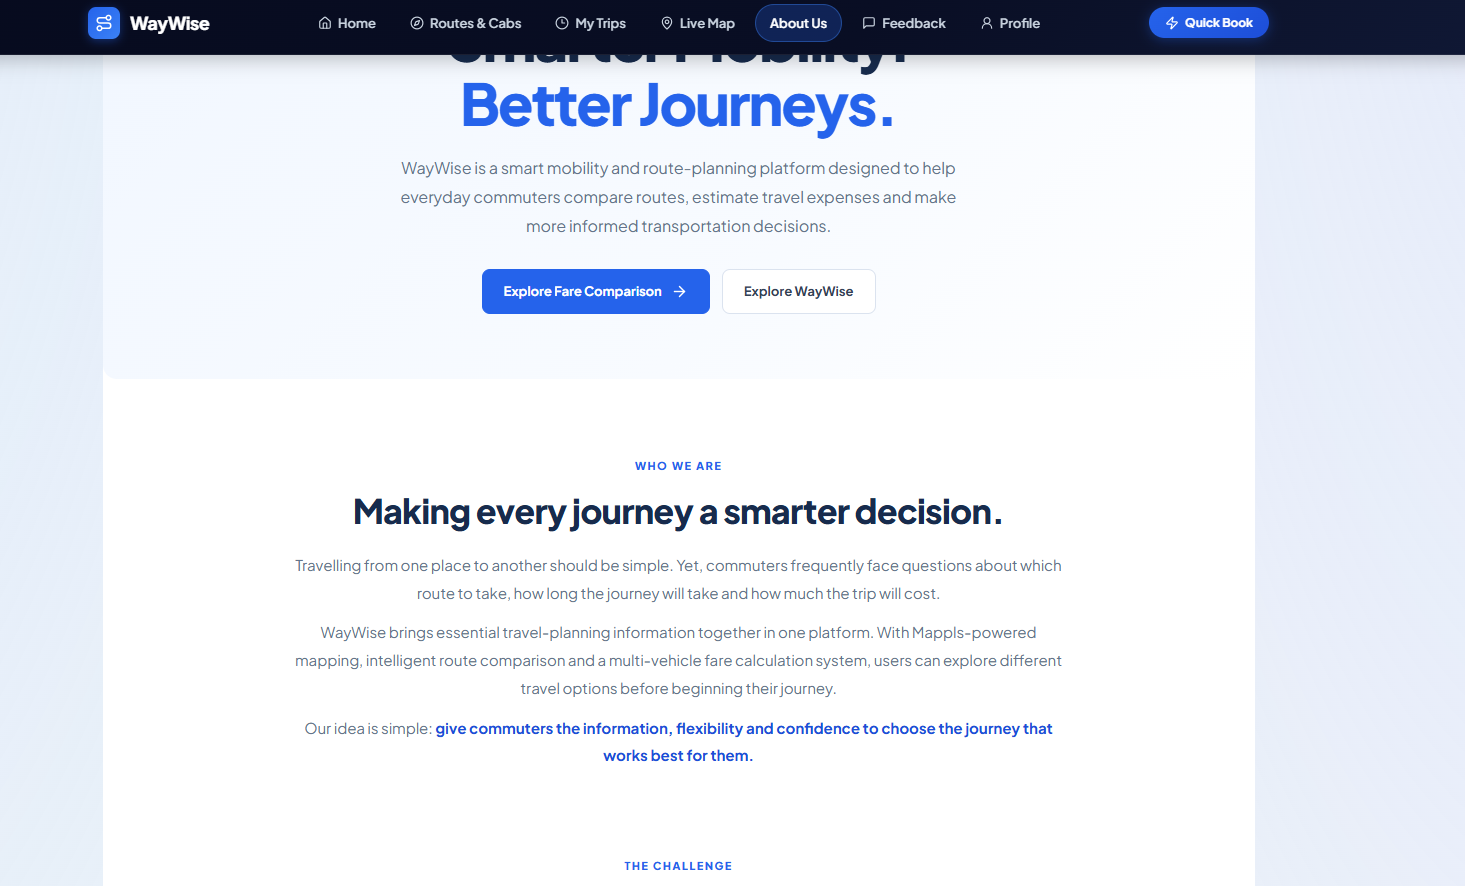 WayWise
Home
Routes & Cabs
My Trips
Live Map
About Us
Feedback
Profile
Quick Book
Smarter Mobility.
Better Journeys.
WayWise is a smart mobility and route-planning platform designed to help
everyday commuters compare routes, estimate travel expenses and make
more informed transportation decisions.
Explore Fare Comparison →
Explore WayWise
WHO WE ARE
Making every journey a smarter decision.
Travelling from one place to another should be simple. Yet, commuters frequently face questions about which
route to take, how long the journey will take and how much the trip will cost.
WayWise brings essential travel-planning information together in one platform. With Mappls-powered
mapping, intelligent route comparison and a multi-vehicle fare calculation system, users can explore different
travel options before beginning their journey.
Our idea is simple: give commuters the information, flexibility and confidence to choose the journey that
works best for them.
THE CHALLENGE